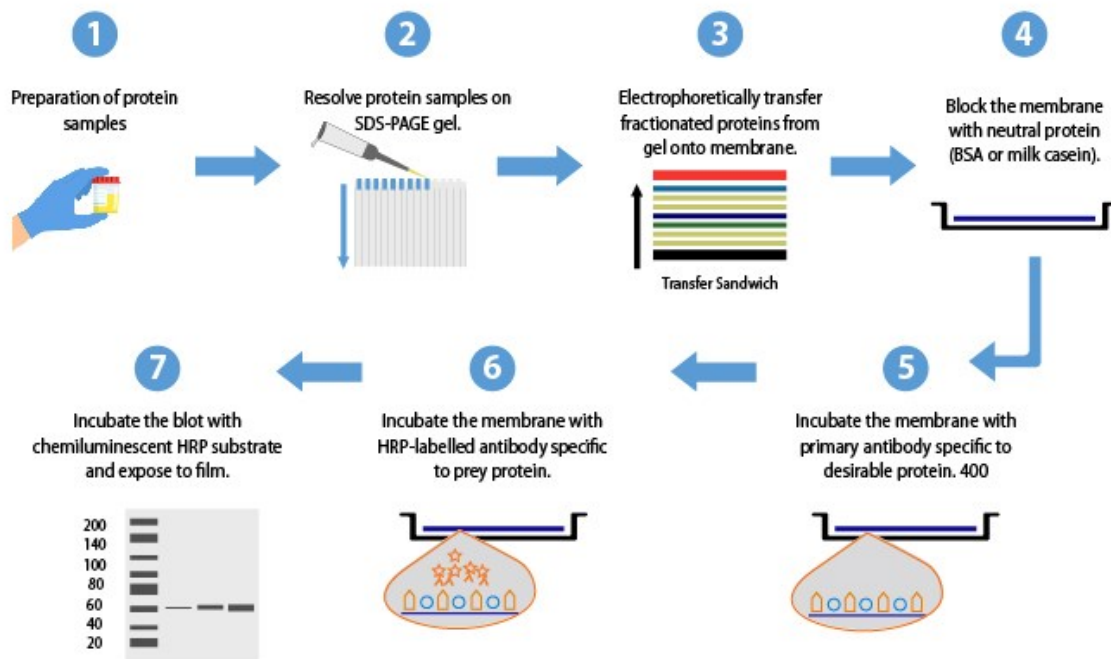 1
Preparation of protein
samples
2
Resolve protein samples on
SDS-PAGE gel.
3
Electrophoretically transfer
fractionated proteins from
gel onto membrane.
Transfer Sandwich
4
Block the membrane
with neutral protein
(BSA or milk casein).
5
Incubate the membrane with
primary antibody specific to
desirable protein. 400
6
Incubate the membrane with
HRP-labelled antibody specific
to prey protein.
7
Incubate the blot with
chemiluminescent HRP substrate
and expose to film.
200
140
100
80
60
40
20